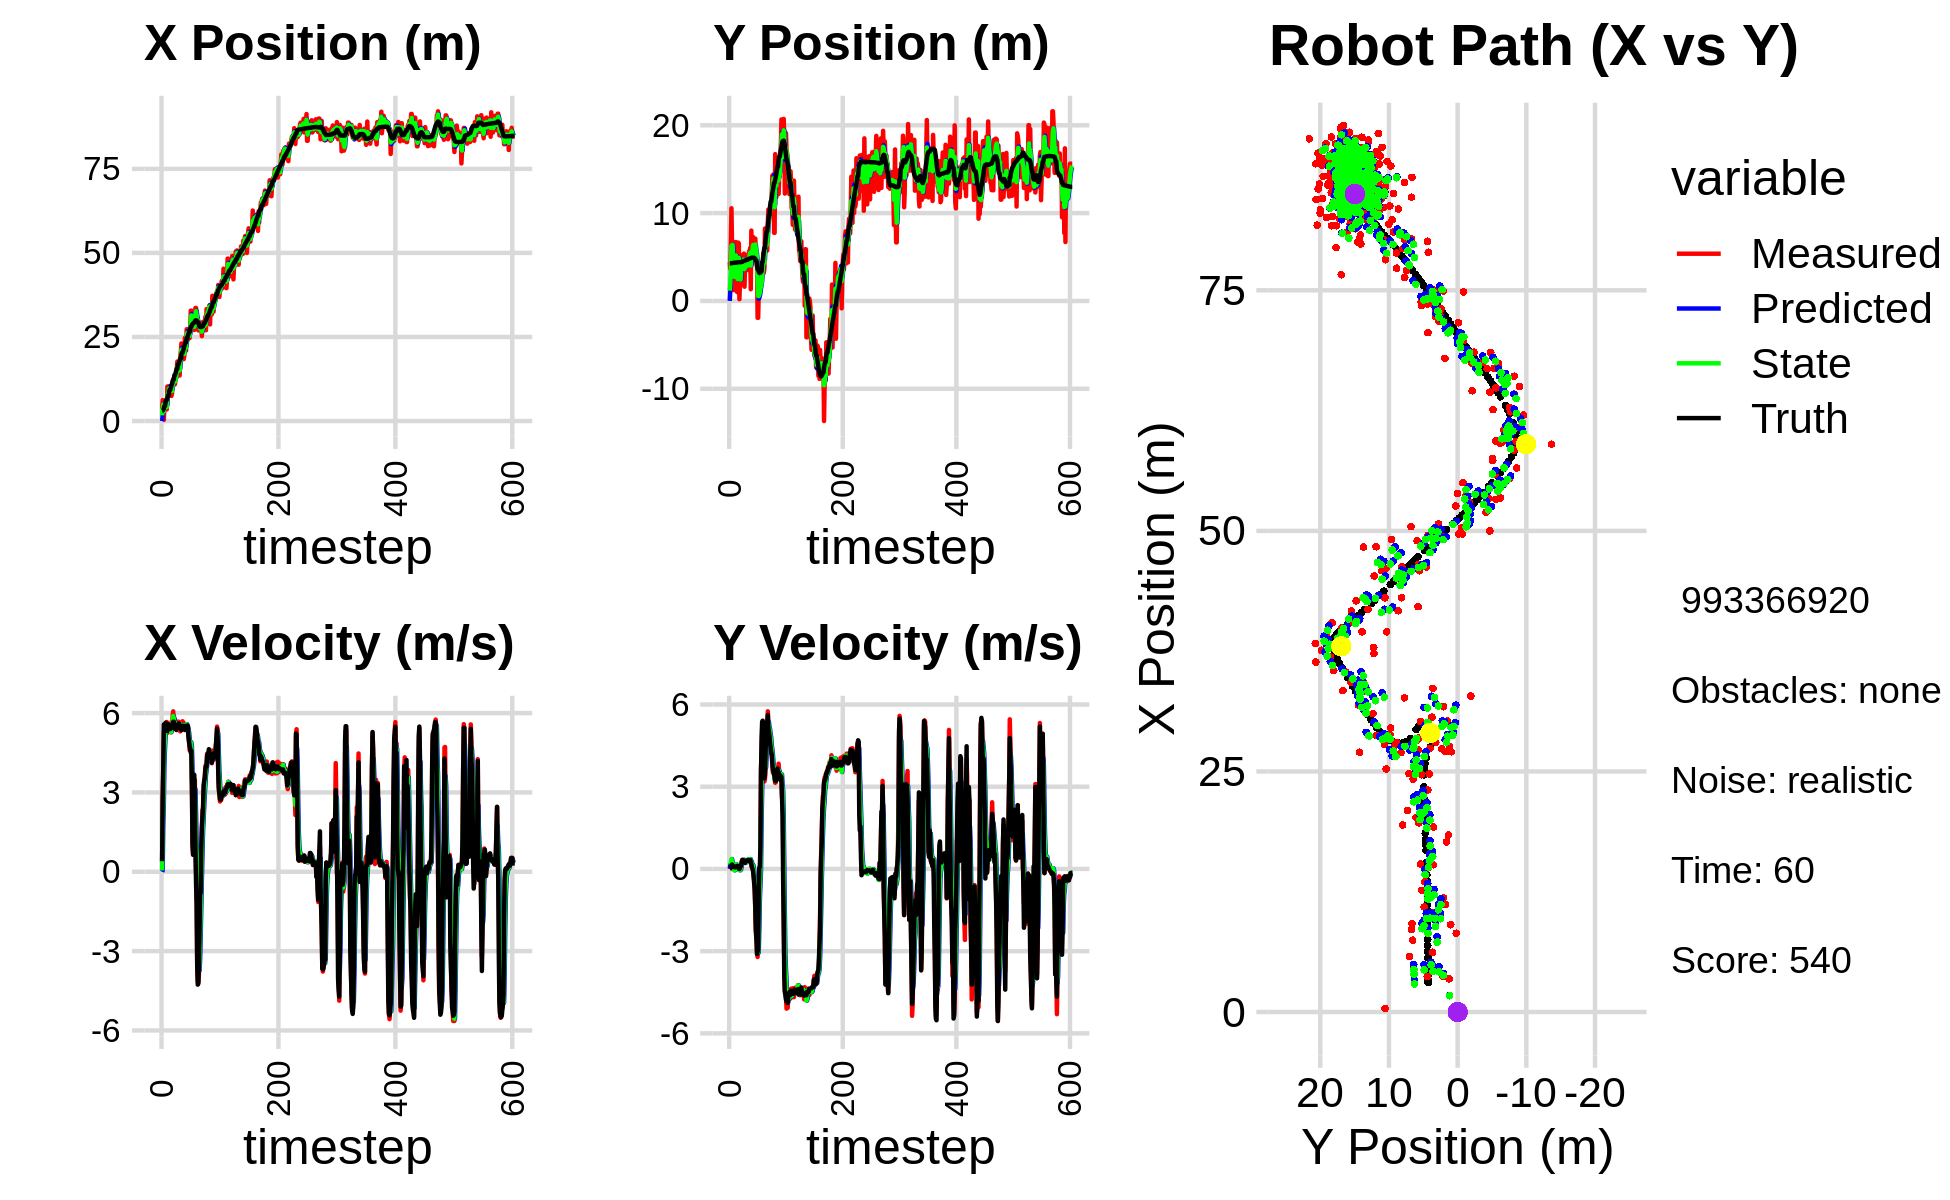 X Position (m)
75
50
25
0
0
200
400
600
timestep
Y Position (m)
20
10
0
-10
0
200
400
600
timestep
X Velocity (m/s)
6
3
0
-3
-6
0
200
400
600
timestep
Y Velocity (m/s)
6
3
0
-3
-6
0
200
400
600
timestep
Robot Path (X vs Y)
X Position (m)
75
50
25
0
20 10 0 -10 -20
Y Position (m)
variable
Measured
Predicted
State
Truth
993366920
Obstacles: none
Noise: realistic
Time: 60
Score: 540